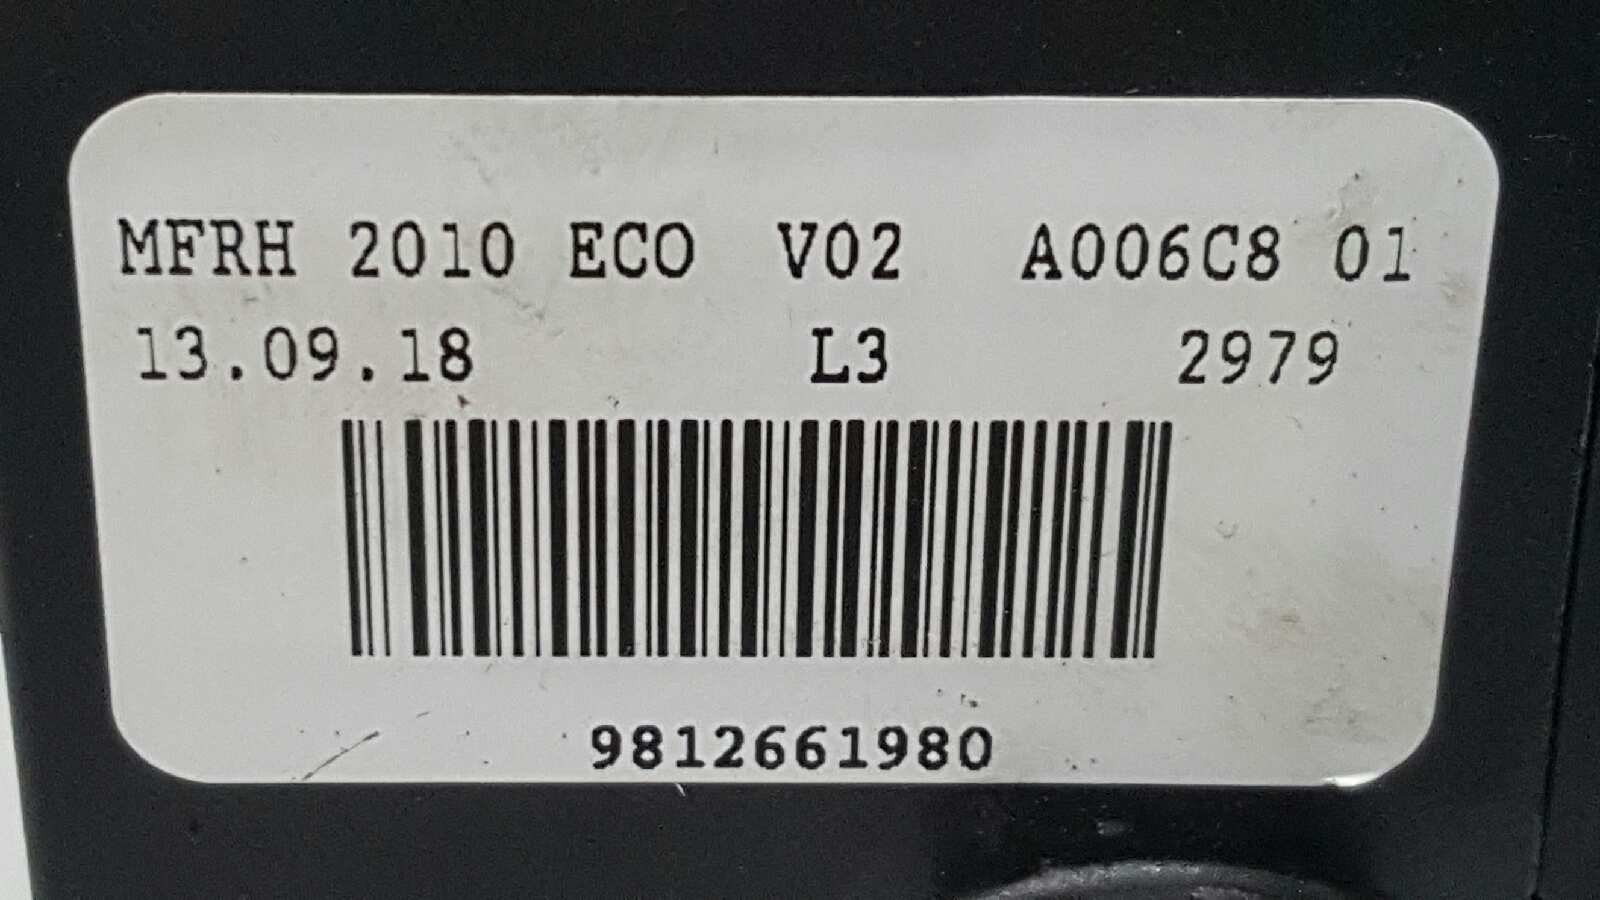 MFRH 2010 ECO V02 A006C8 01
13.09.18 L3 2979
9812661980